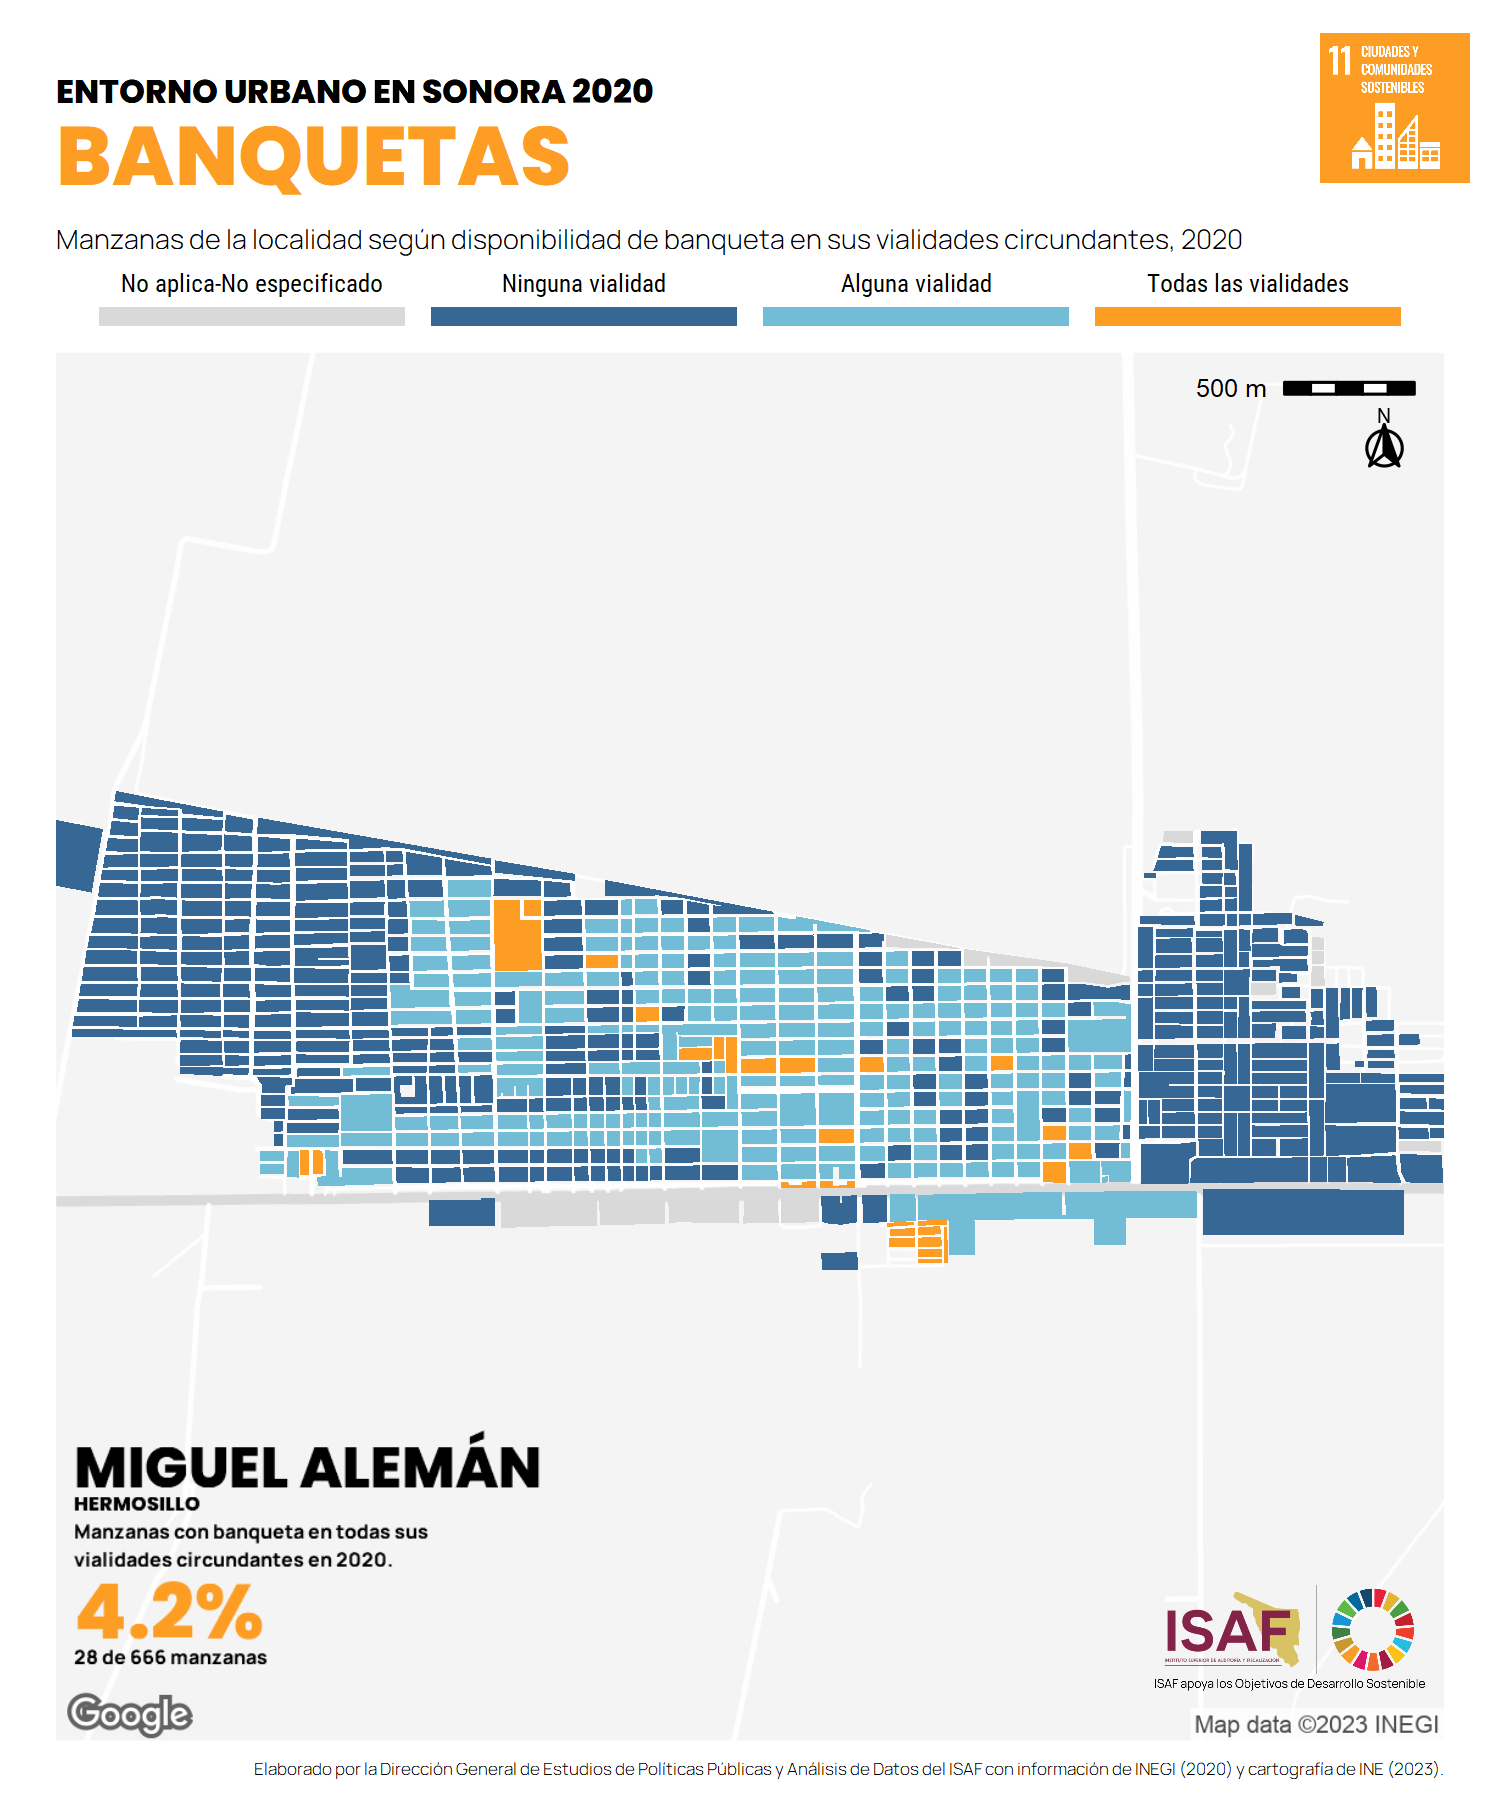 ENTORNO URBANO EN SONORA 2020
BANQUETAS
11 CIUDADES Y
COMUNIDADES
SOSTENIBLES
Manzanas de la localidad según disponibilidad de banqueta en sus vialidades circundantes, 2020
No aplica-No especificado Ninguna vialidad Alguna vialidad Todas las vialidades
500 m
N
MIGUEL ALEMÁN
HERMOSILLO
Manzanas con banqueta en todas sus
vialidades circundantes en 2020.
4.2%
28 de 666 manzanas
ISAF
INSTITUTO SUPERIOR DE AUDITORÍA Y FISCALIZACIÓN
ISAF apoya los Objetivos de Desarrollo Sostenible
Google
Map data ©2023 INEGI
Elaborado por la Dirección General de Estudios de Políticas Públicas y Análisis de Datos del ISAF con información de INEGI (2020) y cartografía de INE (2023).